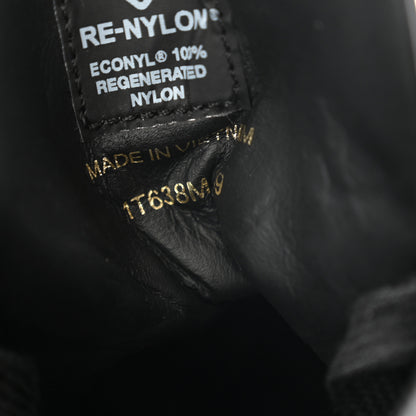 RE-NYLON®
ECONYL® 100%
REGENERATED
NYLON
MADE IN VIETNAM
1T638M 9